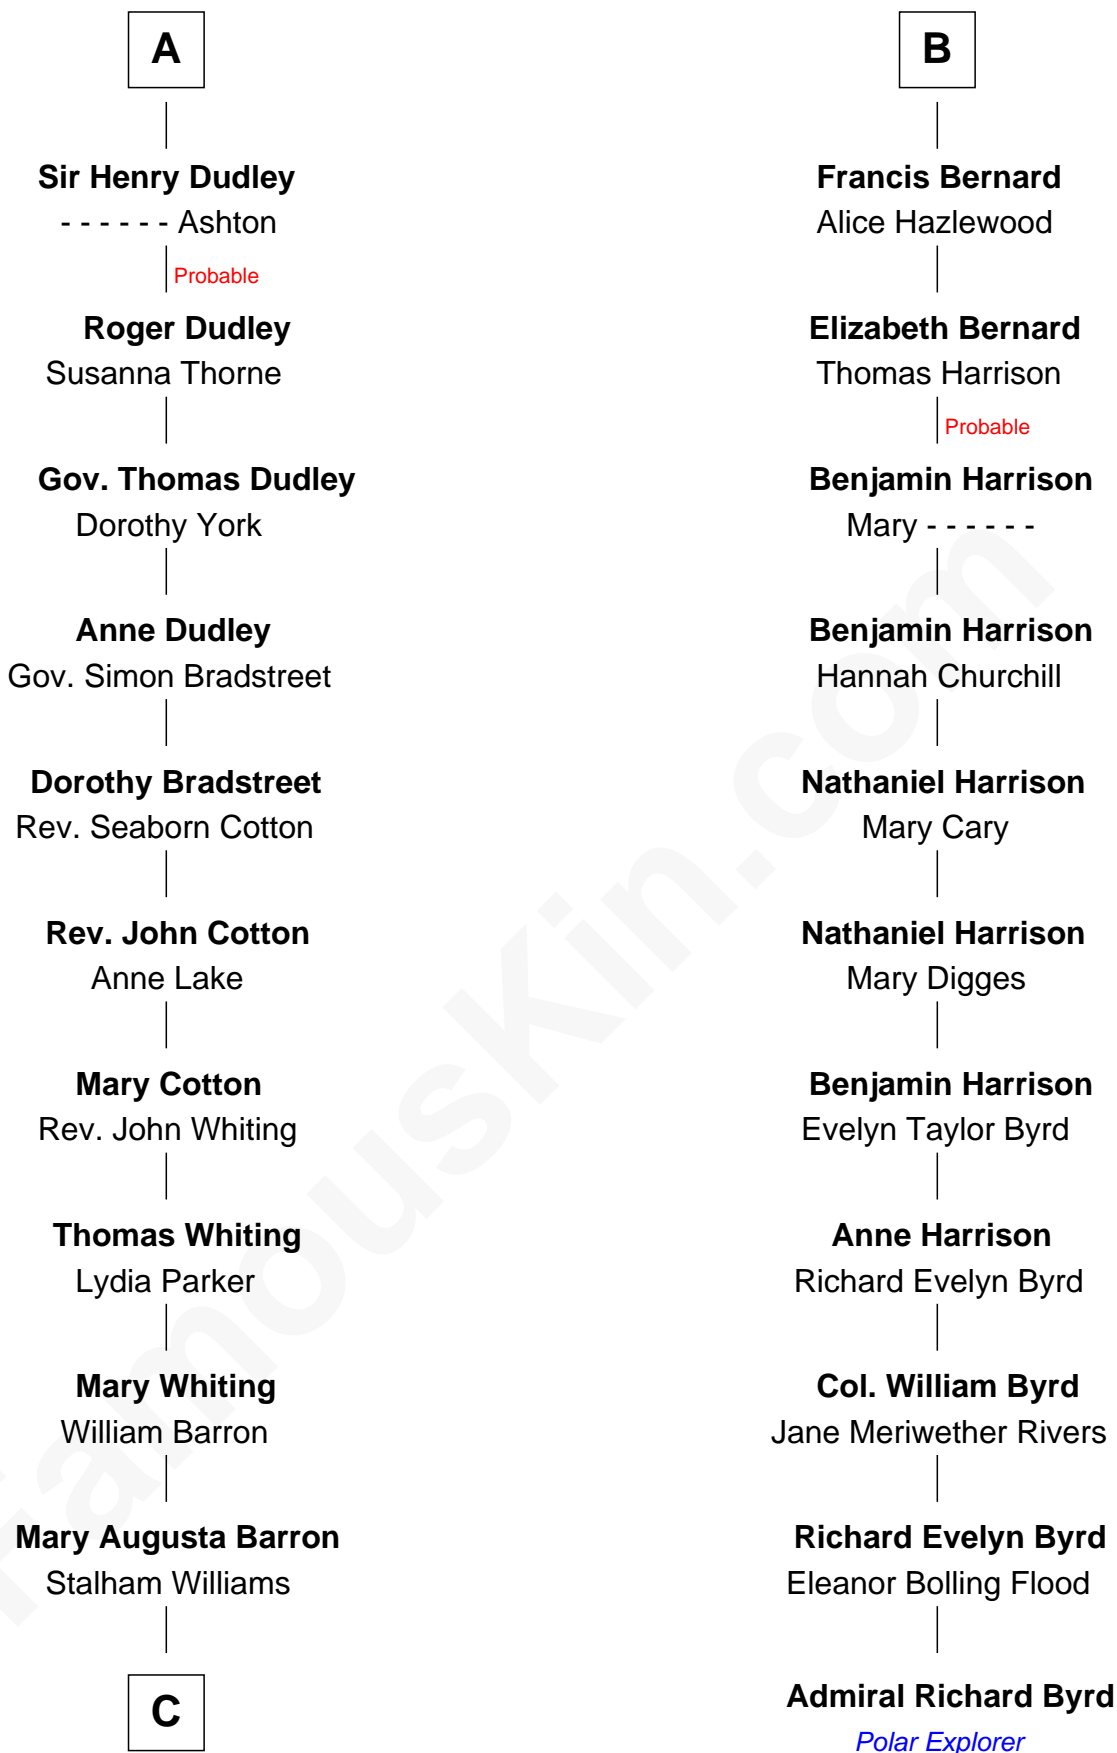 A
Sir Henry Dudley
- - - - - - Ashton
Probable
Roger Dudley
Susanna Thorne
Gov. Thomas Dudley
Dorothy York
Anne Dudley
Gov. Simon Bradstreet
Dorothy Bradstreet
Rev. Seaborn Cotton
Rev. John Cotton
Anne Lake
Mary Cotton
Rev. John Whiting
Thomas Whiting
Lydia Parker
Mary Whiting
William Barron
Mary Augusta Barron
Stalham Williams
C
B
Francis Bernard
Alice Hazlewood
Elizabeth Bernard
Thomas Harrison
Probable
Benjamin Harrison
Mary - - - - - -
Benjamin Harrison
Hannah Churchill
Nathaniel Harrison
Mary Cary
Nathaniel Harrison
Mary Digges
Benjamin Harrison
Evelyn Taylor Byrd
Anne Harrison
Richard Evelyn Byrd
Col. William Byrd
Jane Meriwether Rivers
Richard Evelyn Byrd
Eleanor Bolling Flood
Admiral Richard Byrd
Polar Explorer
FamousKin.com